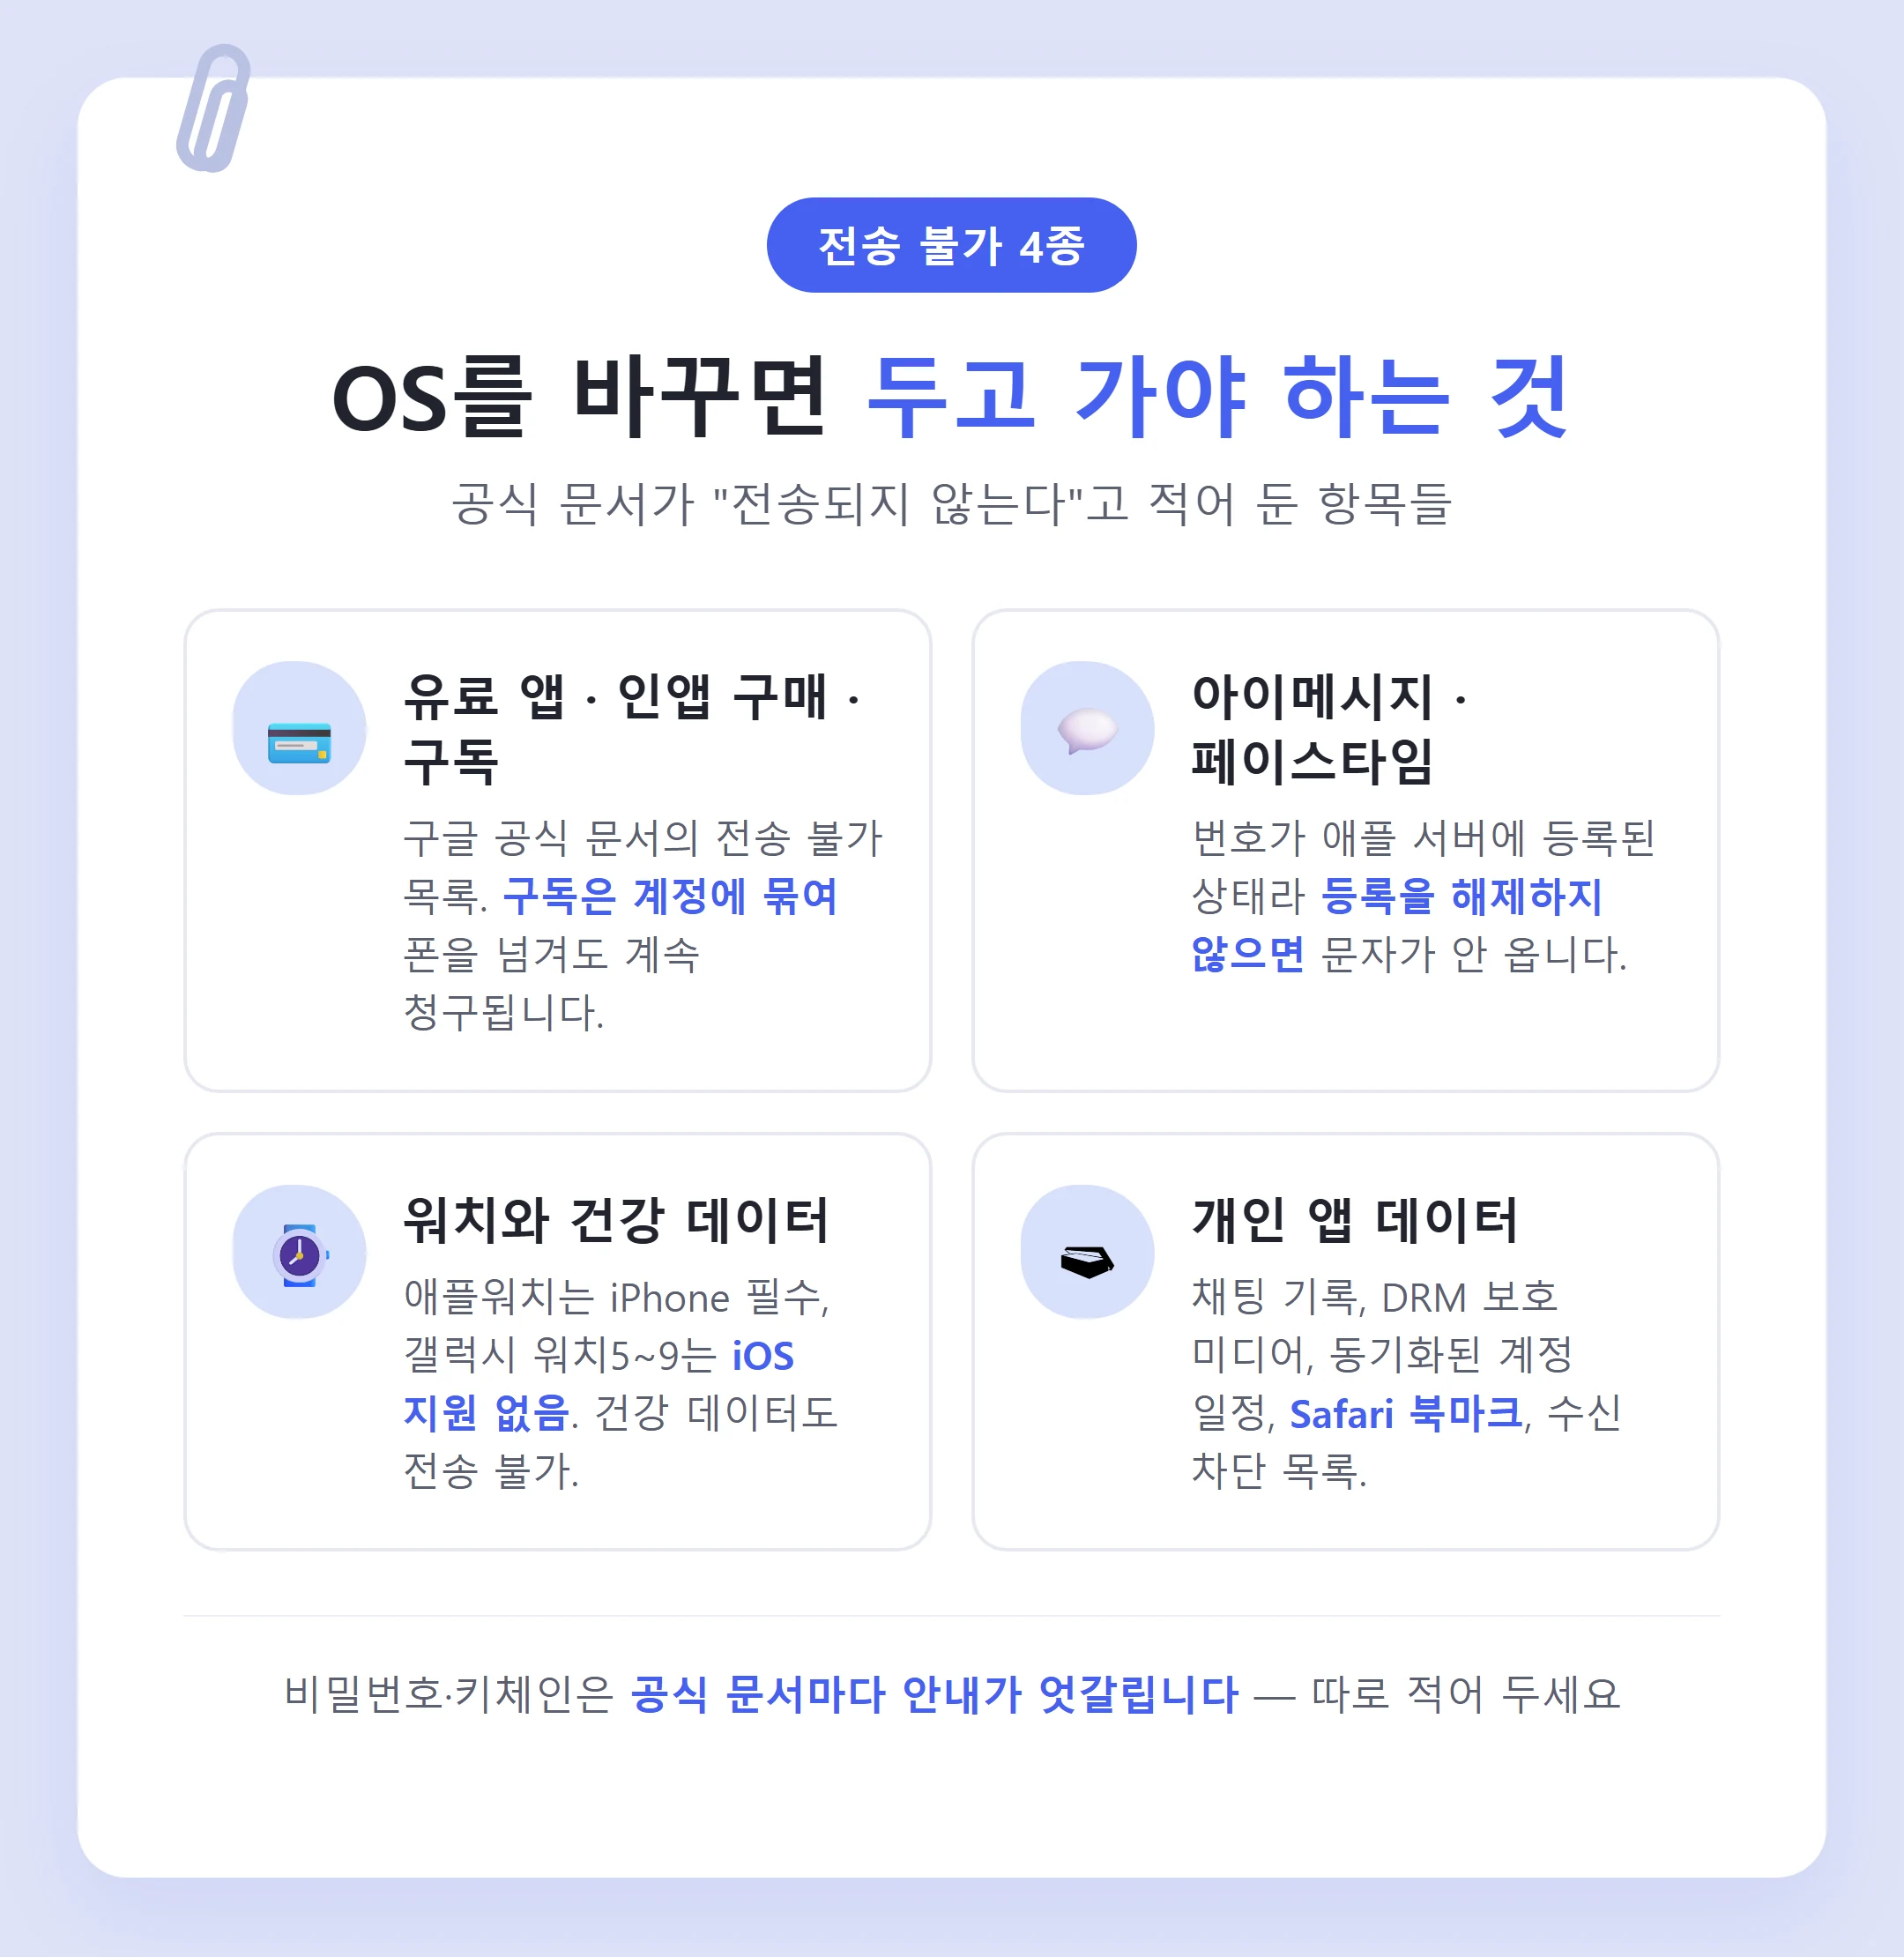 전송 불가 4종
OS를 바꾸면 두고 가야 하는 것
공식 문서가 "전송되지 않는다"고 적어 둔 항목들
유료 앱 · 인앱 구매 ·
구독
구글 공식 문서의 전송 불가
목록. 구독은 계정에 묶여
폰을 넘겨도 계속
청구됩니다.
아이메시지 ·
페이스타임
번호가 애플 서버에 등록된
상태라 등록을 해제하지
않으면 문자가 안 옵니다.
워치와 건강 데이터
애플워치는 iPhone 필수,
갤럭시 워치5~9는 iOS
지원 없음. 건강 데이터도
전송 불가.
개인 앱 데이터
채팅 기록, DRM 보호
미디어, 동기화된 계정
일정, Safari 북마크, 수신
차단 목록.
비밀번호·키체인은 공식 문서마다 안내가 엇갈립니다 — 따로 적어 두세요